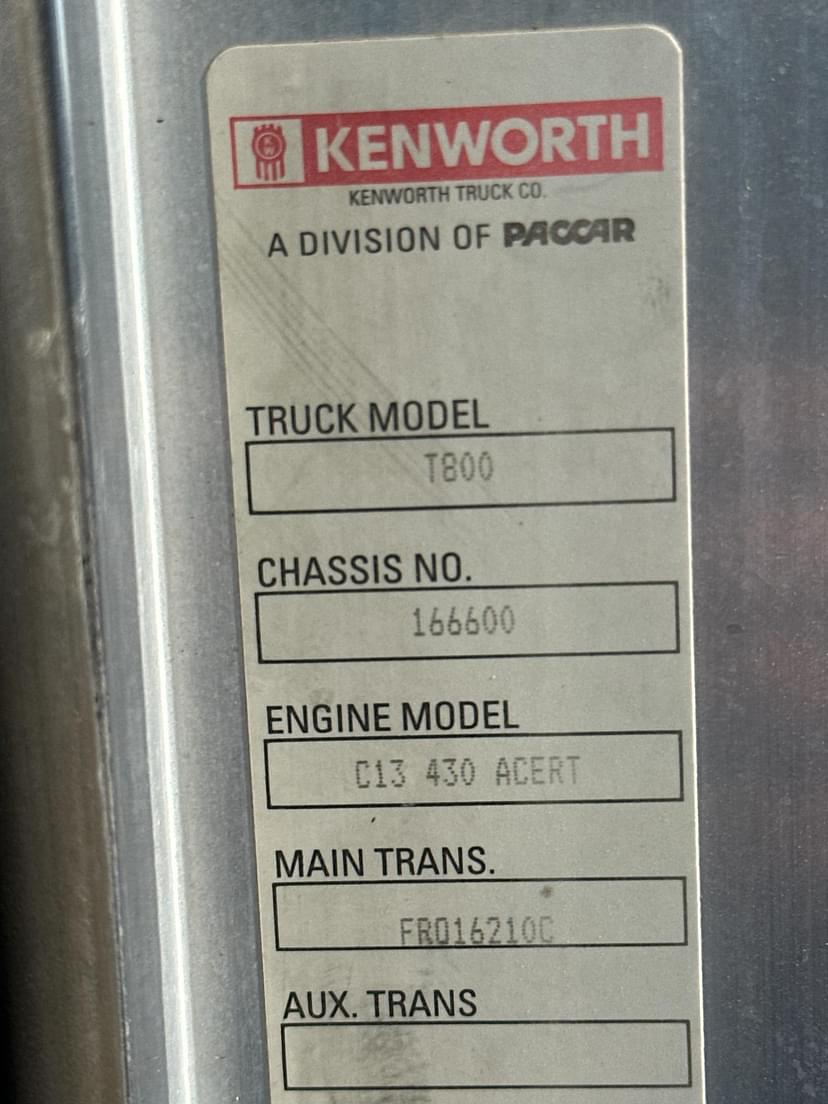 KENWORTH
KENWORTH TRUCK CO.
A DIVISION OF PACCAR
TRUCK MODEL
T800
CHASSIS NO.
166600
ENGINE MODEL
C13 430 ACERT
MAIN TRANS.
FRO16210C
AUX. TRANS